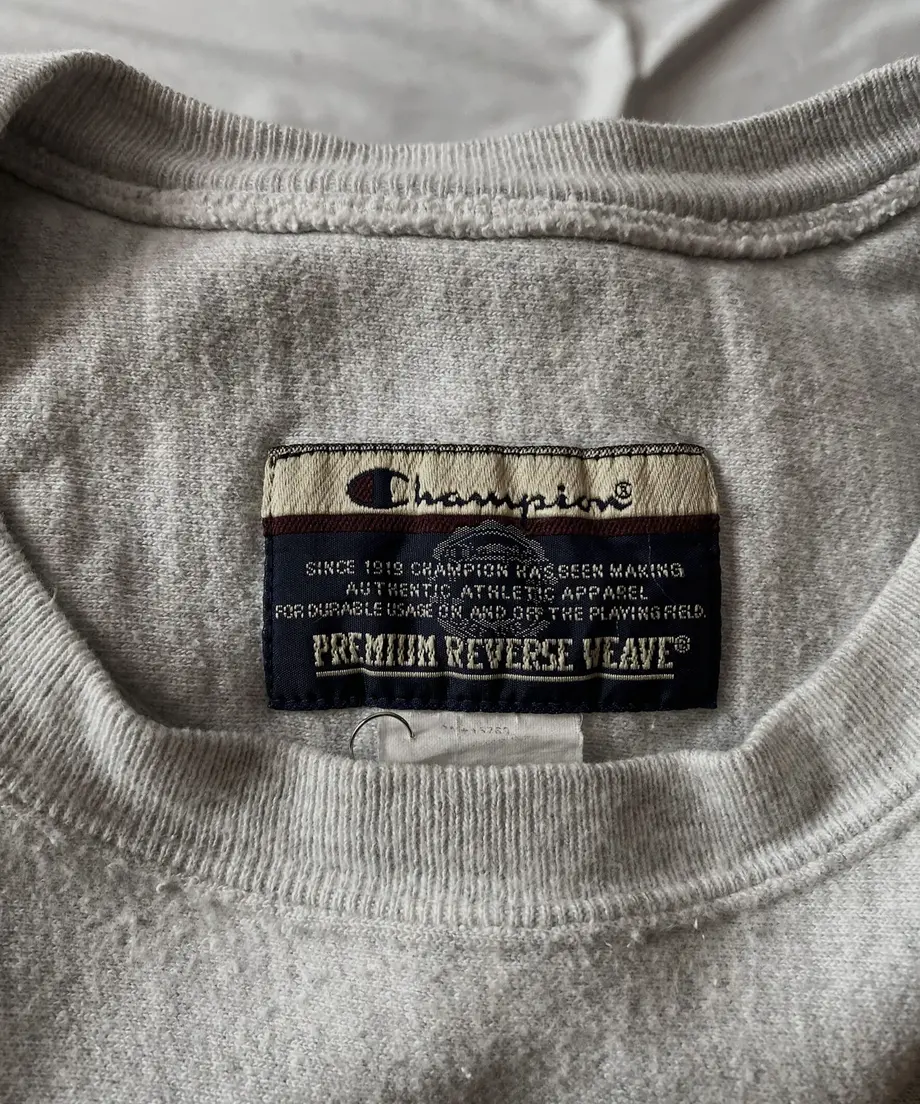 Champion®
SINCE 1919 CHAMPION HAS BEEN MAKING
AUTHENTIC ATHLETIC APPAREL
FOR DURABLE USAGE ON AND OFF THE PLAYING FIELD.
PREMIUM REVERSE WEAVE®